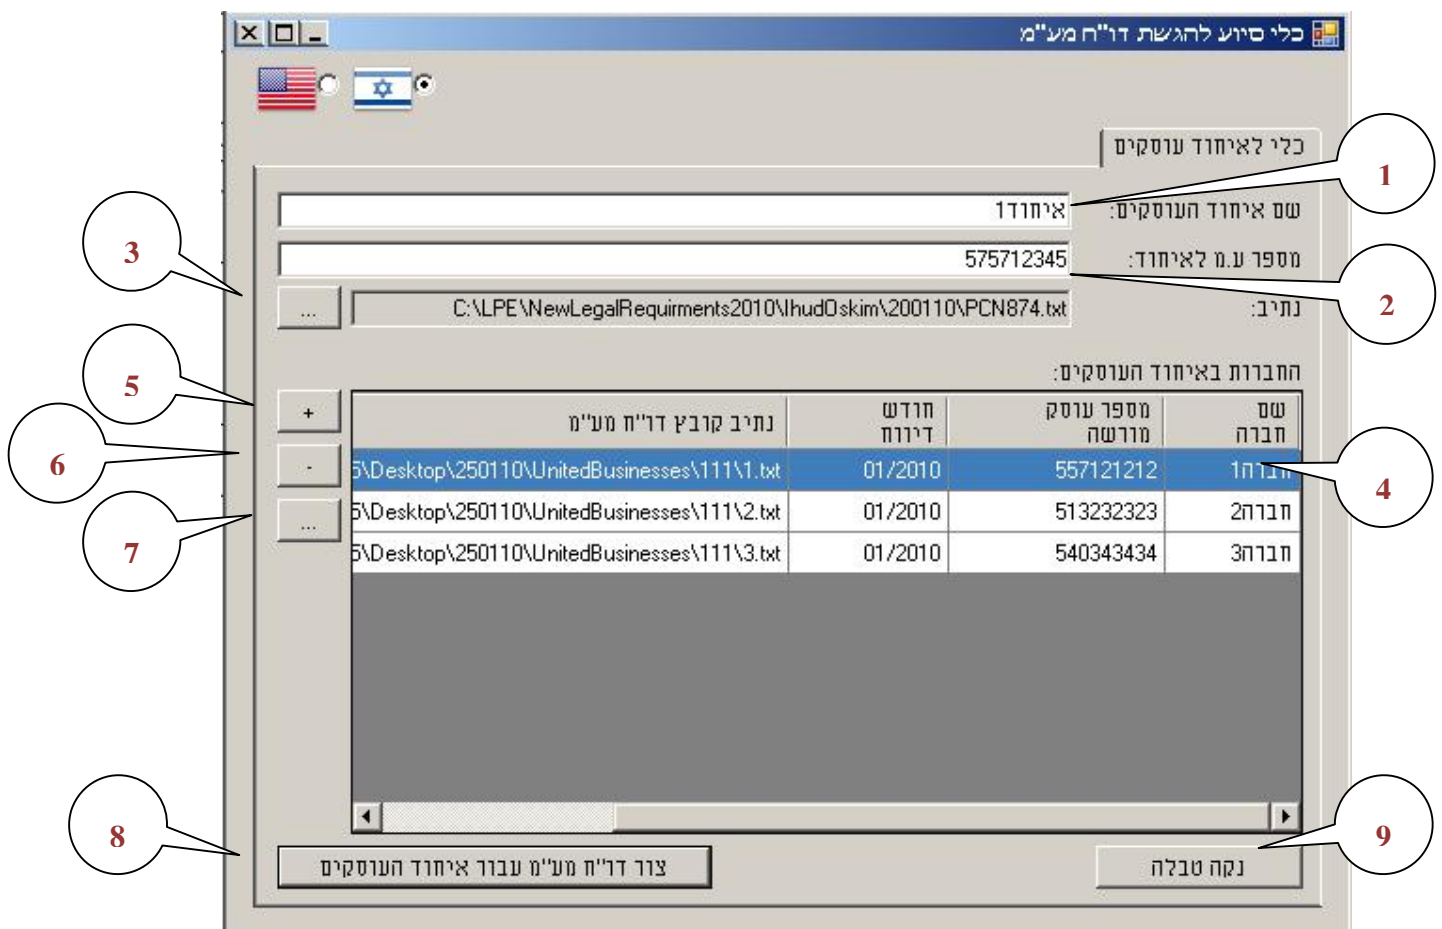 כלי סיוע להגשת דו"ח מע"מ
כלי לאיחוד עוסקים
1
שם איחוד העוסקים: איחוד1
מספר ע.מ לאיחוד: 575712345
3
2
נתיב: C:\LPE\NewLegalRequirments2010\IhudOskim\200110\PCN874.txt ...
החברות באיחוד העוסקים:
5
+
שם חברה מספר עוסק מורשה חודש דיווח נתיב קובץ דו"ח מע"מ
6
-
חברה1 557121212 01/2010 5\Desktop\250110\UnitedBusinesses\111\1.txt
4
...
חברה2 513232323 01/2010 5\Desktop\250110\UnitedBusinesses\111\2.txt
7
חברה3 540343434 01/2010 5\Desktop\250110\UnitedBusinesses\111\3.txt
9
8
נקה טבלה
צור דו"ח מע"מ עבור איחוד העוסקים